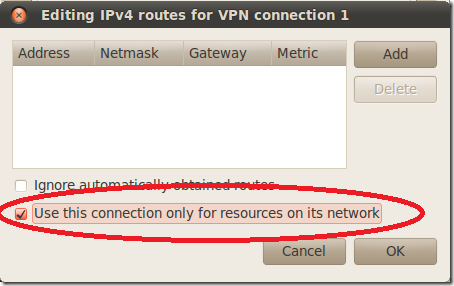 Editing IPv4 routes for VPN connection 1
Address Netmask Gateway Metric
Add
Delete
Ignore automatically obtained routes
Use this connection only for resources on its network
Cancel OK